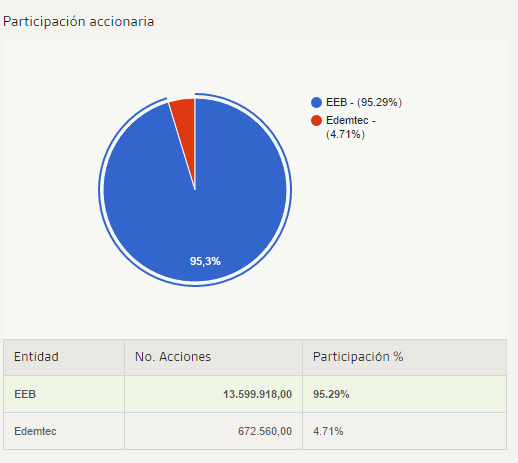 Participación accionaria
EEB - (95.29%)
Edemtec -
(4.71%)
95,3%
Entidad No. Acciones Participación %
EEB 13.599.918,00 95.29%
Edemtec 672.560,00 4.71%